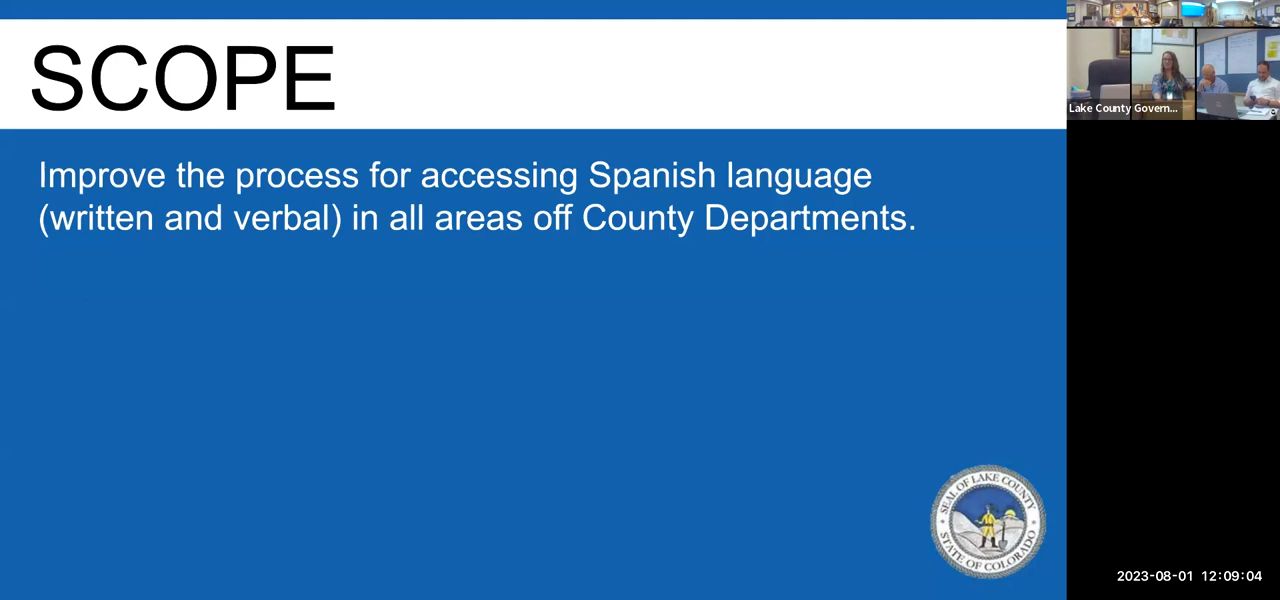 SCOPE
Improve the process for accessing Spanish language
(written and verbal) in all areas off County Departments.
SEAL OF LAKE COUNTY
STATE OF COLORADO
Lake County Govern...
2023-08-01 12:09:04